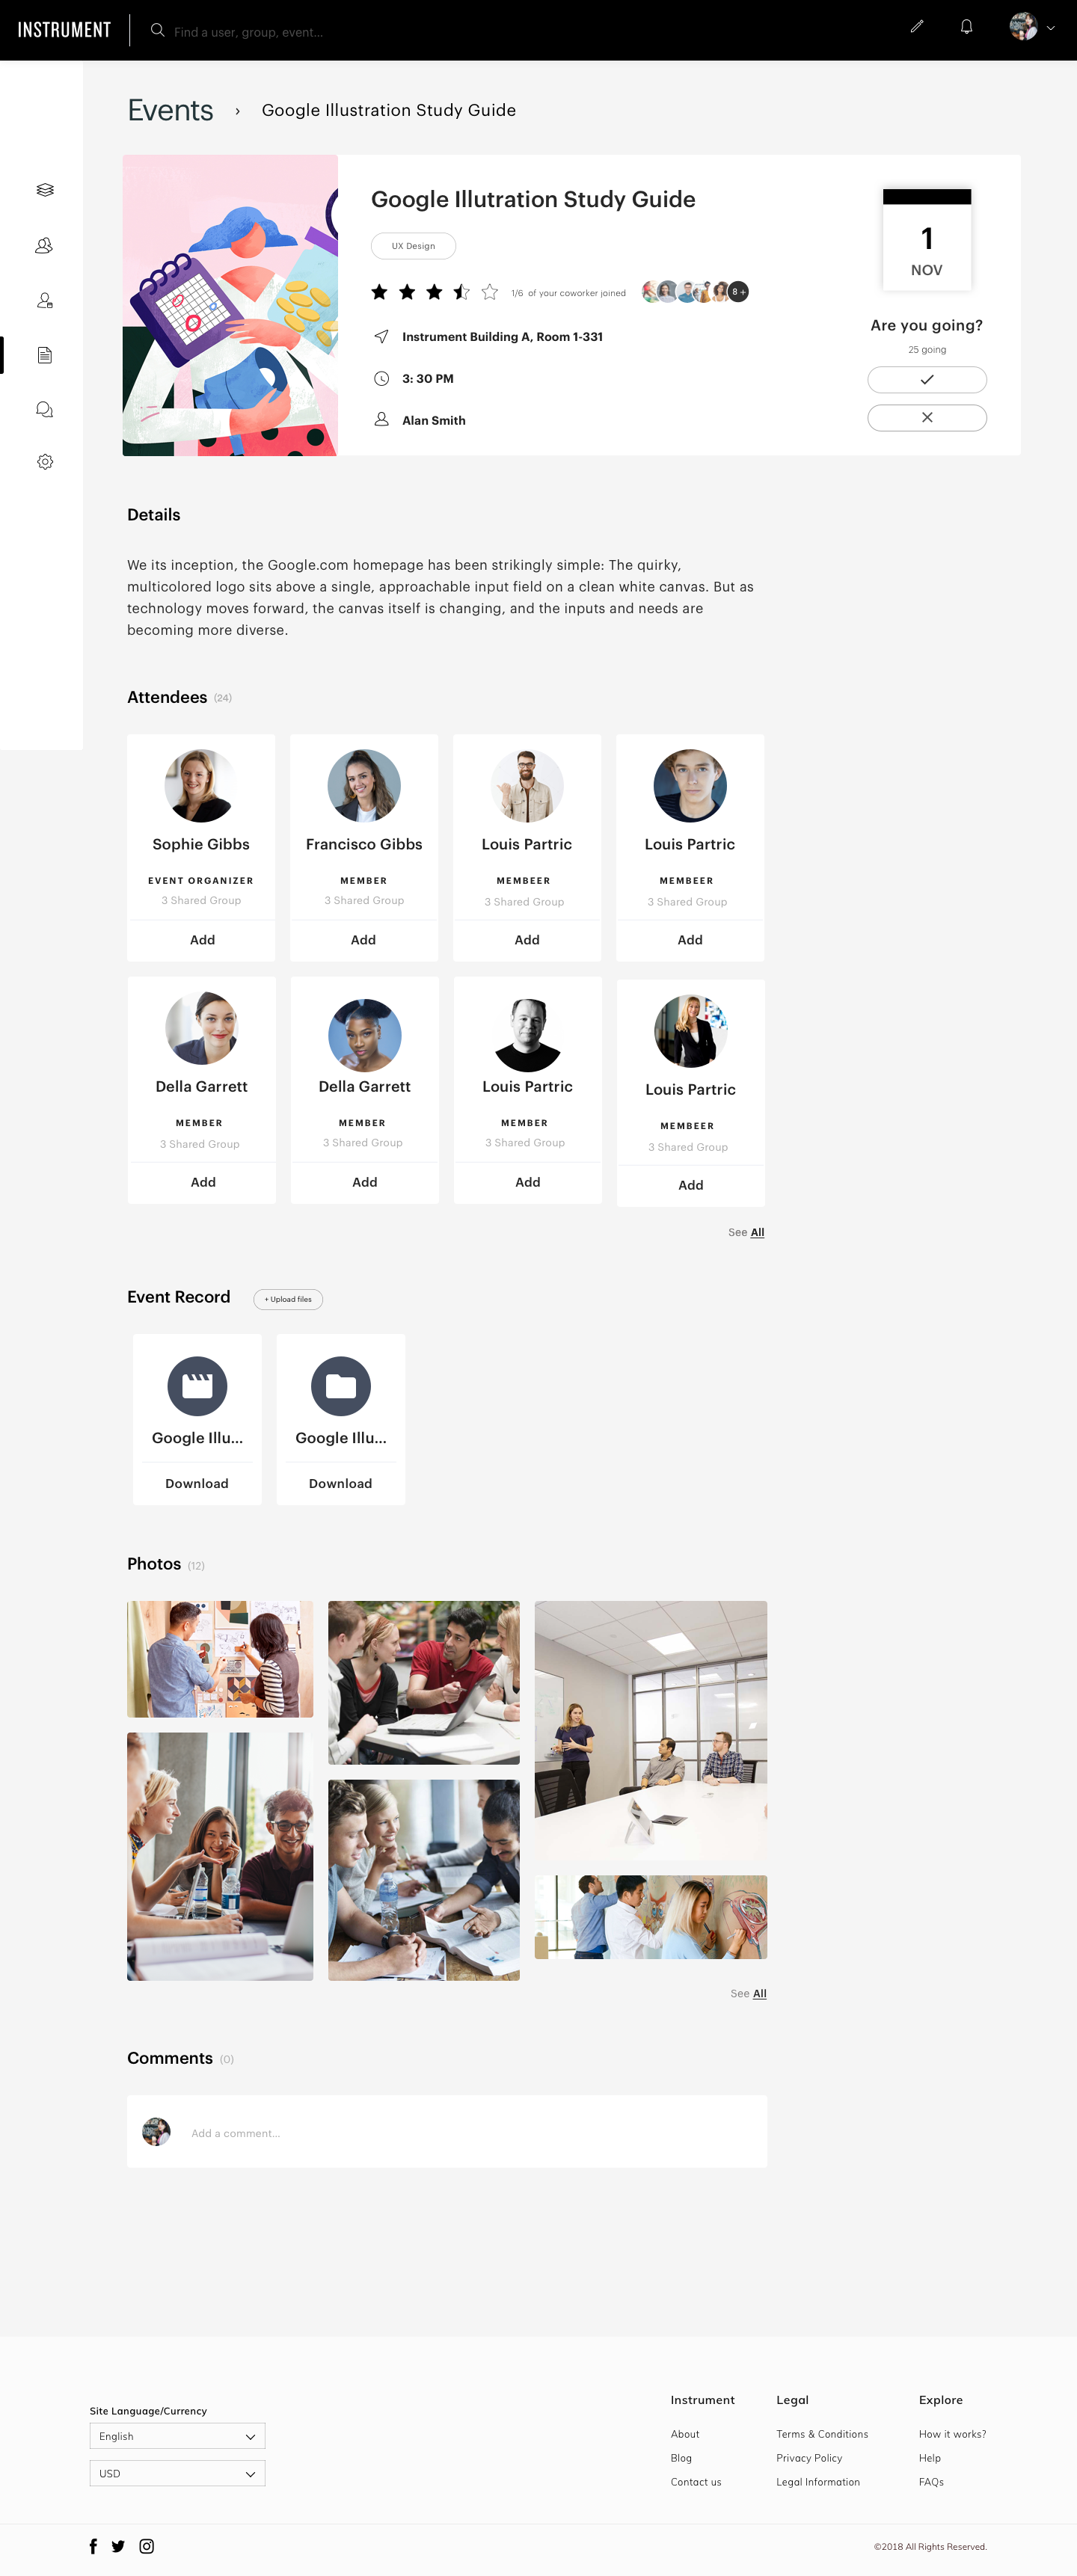 INSTRUMENT
Find a user, group, event...
Events › Google Illustration Study Guide
Google Illutration Study Guide
UX Design
1/6 of your coworker joined
8 +
Instrument Building A, Room 1-331
3: 30 PM
Alan Smith
1
NOV
Are you going?
25 going
Details
We its inception, the Google.com homepage has been strikingly simple: The quirky,
multicolored logo sits above a single, approachable input field on a clean white canvas. But as
technology moves forward, the canvas itself is changing, and the inputs and needs are
becoming more diverse.
Attendees (24)
Sophie Gibbs
EVENT ORGANIZER
3 Shared Group
Add
Francisco Gibbs
MEMBER
3 Shared Group
Add
Louis Partric
MEMBEER
3 Shared Group
Add
Louis Partric
MEMBEER
3 Shared Group
Add
Della Garrett
MEMBER
3 Shared Group
Add
Della Garrett
MEMBER
3 Shared Group
Add
Louis Partric
MEMBER
3 Shared Group
Add
Louis Partric
MEMBEER
3 Shared Group
Add
See All
Event Record
+ Upload files
Google Illu...
Download
Google Illu...
Download
Photos (12)
See All
Comments (0)
Add a comment...
Site Language/Currency
English
USD
Instrument
About
Blog
Contact us
Legal
Terms & Conditions
Privacy Policy
Legal Information
Explore
How it works?
Help
FAQs
©2018 All Rights Reserved.